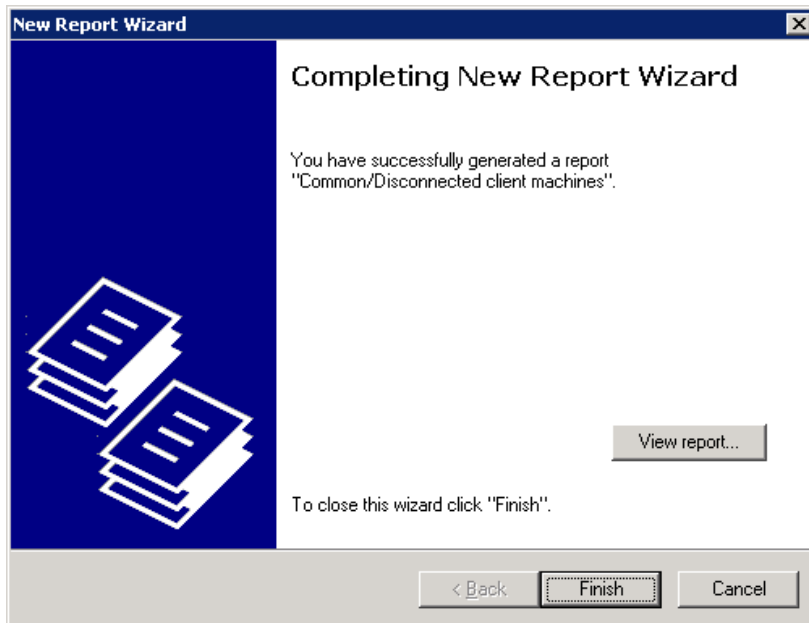 New Report Wizard
Completing New Report Wizard
You have successfully generated a report
"Common/Disconnected client machines".
View report...
To close this wizard click "Finish".
< Back
Finish
Cancel